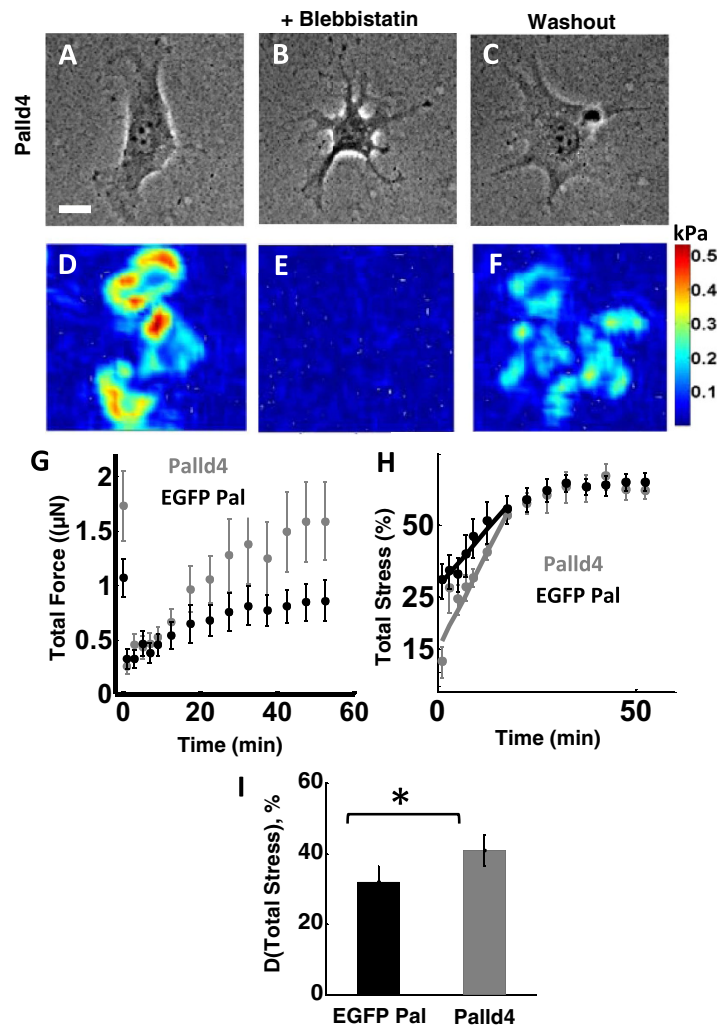 + Blebbistatin
Washout
Palld4
A
B
C
kPa
D
E
F
0.5
0.4
0.3
0.2
0.1
G
Palld4
EGFP Pal
Total Force ((µN)
2
1.5
1
0.5
0
0
20
40
60
Time (min)
H
Palld4
EGFP Pal
Total Stress (%)
50
25
15
0
50
Time (min)
I
*
D(Total Stress), %
60
40
20
0
EGFP Pal
Palld4